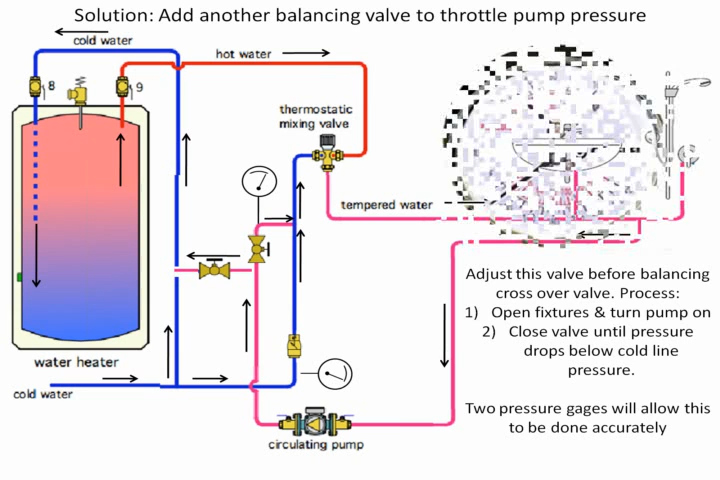 Solution: Add another balancing valve to throttle pump pressure
cold water
hot water
8
9
thermostatic
mixing valve
tempered water
Adjust this valve before balancing
cross over valve. Process:
1) Open fixtures & turn pump on
2) Close valve until pressure
drops below cold line
pressure.
water heater
cold water
Two pressure gages will allow this
to be done accurately
circulating pump